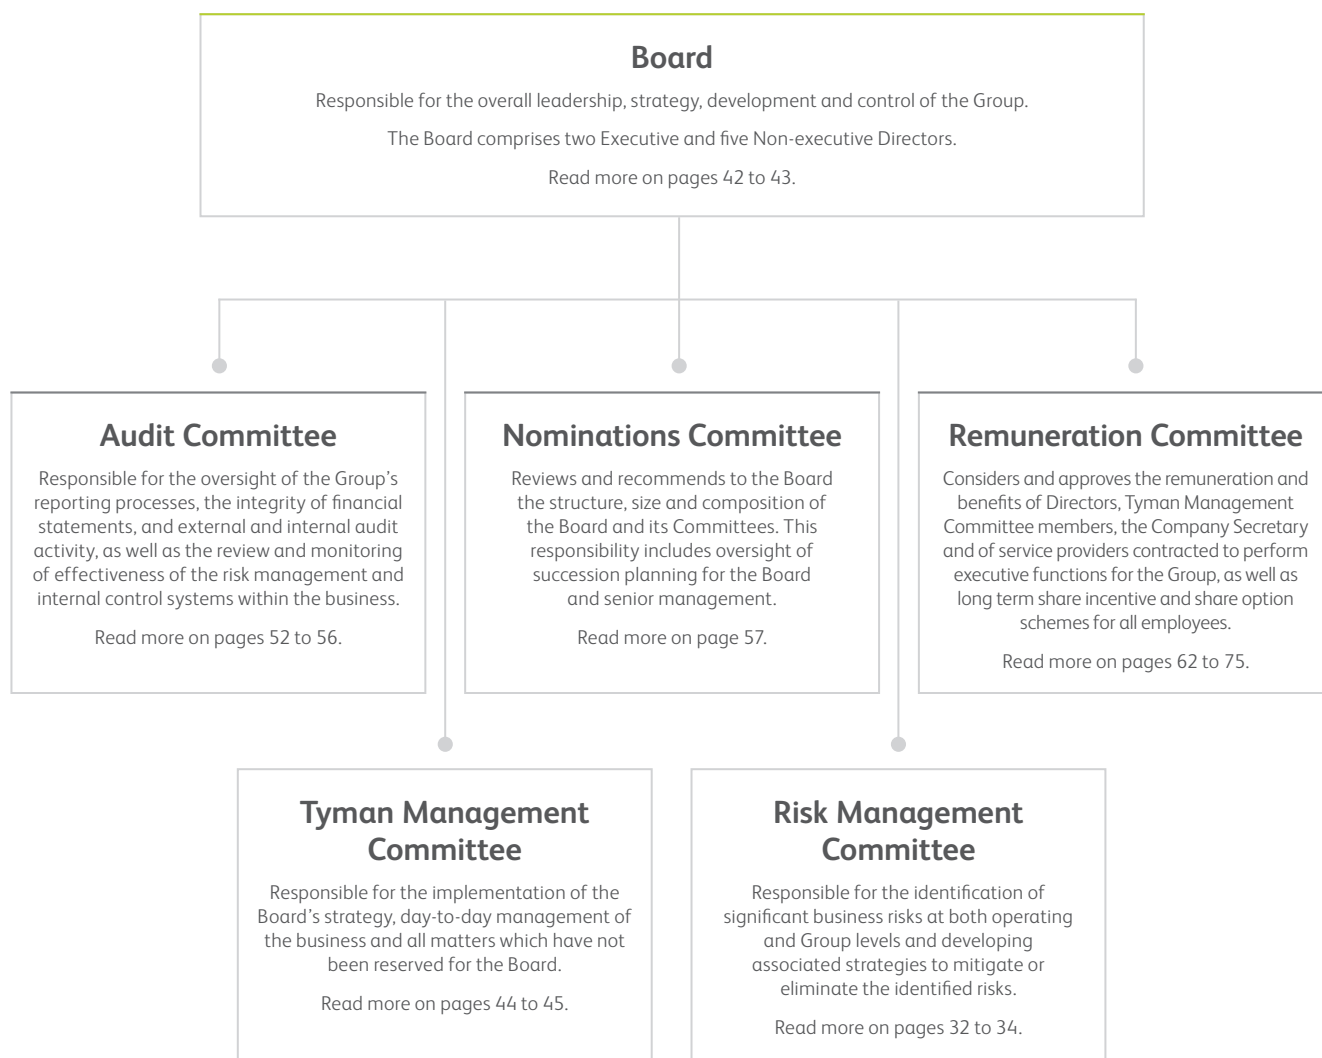 Board
Responsible for the overall leadership, strategy, development and control of the Group.
The Board comprises two Executive and five Non-executive Directors.
Read more on pages 42 to 43.
Audit Committee
Responsible for the oversight of the Group’s
reporting processes, the integrity of financial
statements, and external and internal audit
activity, as well as the review and monitoring
of effectiveness of the risk management and
internal control systems within the business.
Read more on pages 52 to 56.
Nominations Committee
Reviews and recommends to the Board
the structure, size and composition of
the Board and its Committees. This
responsibility includes oversight of
succession planning for the Board
and senior management.
Read more on page 57.
Remuneration Committee
Considers and approves the remuneration and
benefits of Directors, Tyman Management
Committee members, the Company Secretary
and of service providers contracted to perform
executive functions for the Group, as well as
long term share incentive and share option
schemes for all employees.
Read more on pages 62 to 75.
Tyman Management
Committee
Responsible for the implementation of the
Board’s strategy, day-to-day management of
the business and all matters which have not
been reserved for the Board.
Read more on pages 44 to 45.
Risk Management
Committee
Responsible for the identification of
significant business risks at both operating
and Group levels and developing
associated strategies to mitigate or
eliminate the identified risks.
Read more on pages 32 to 34.